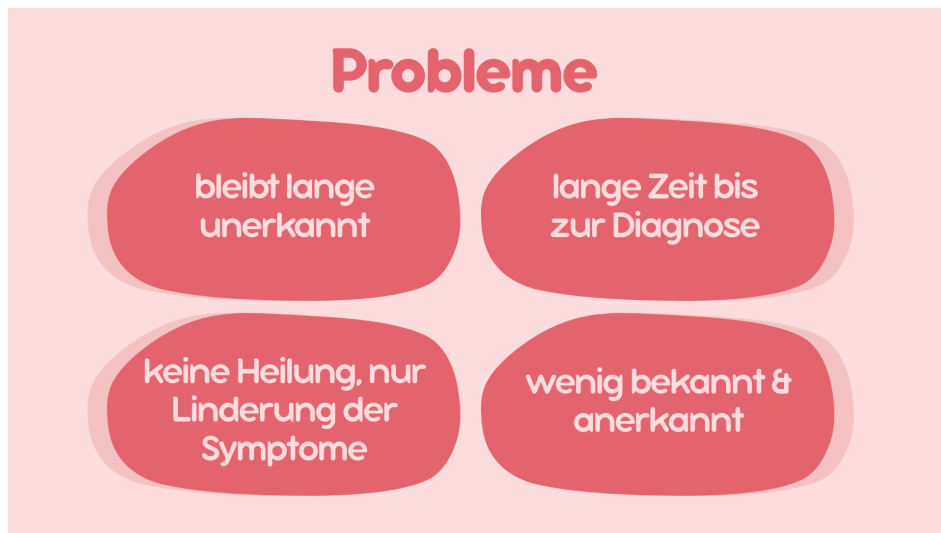 Probleme
bleibt lange
unerkannt
lange Zeit bis
zur Diagnose
keine Heilung, nur
Linderung der
Symptome
wenig bekannt &
anerkannt